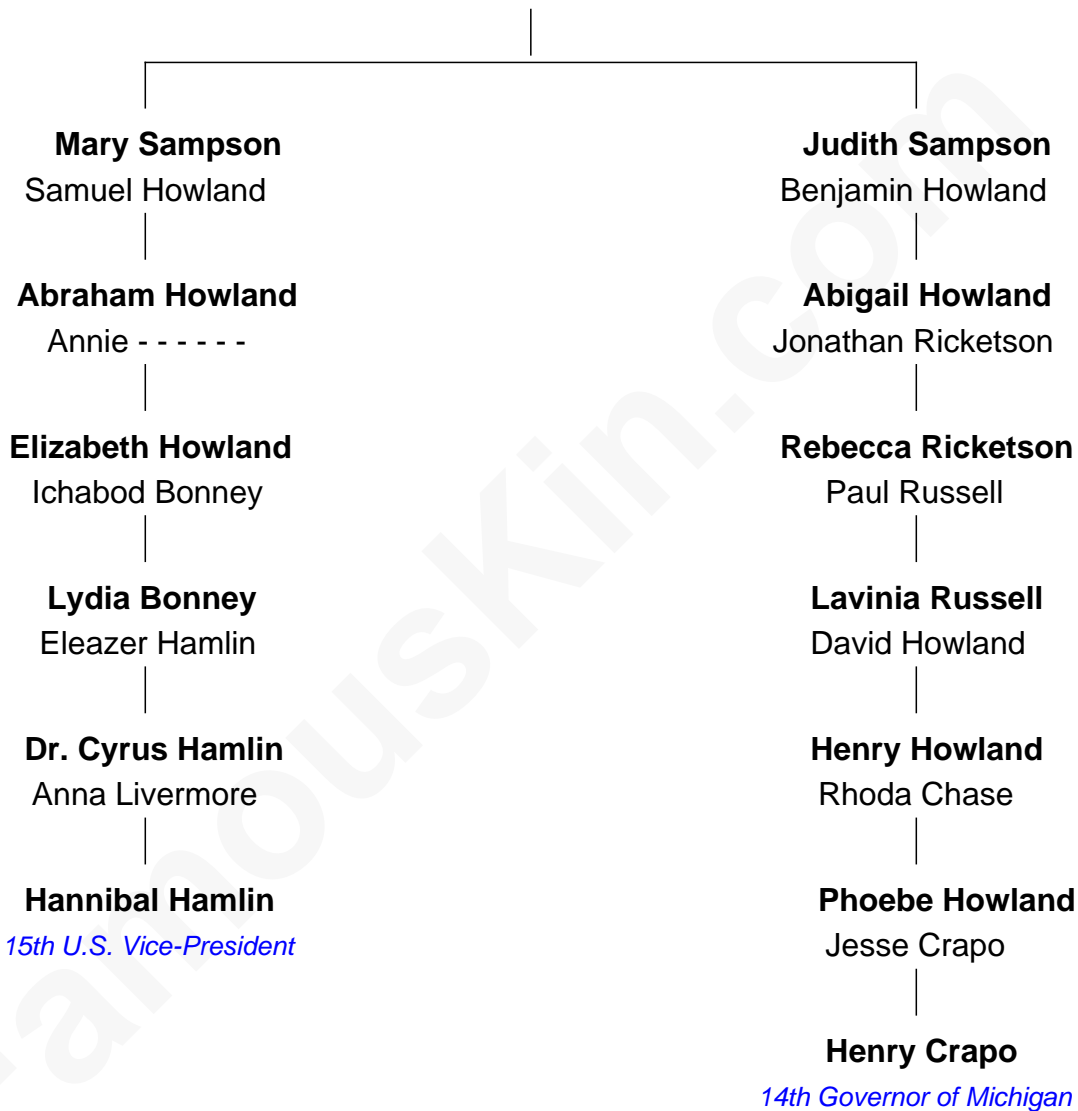 Mary Sampson
Samuel Howland
Judith Sampson
Benjamin Howland
Abraham Howland
Annie - - - - - -
Abigail Howland
Jonathan Ricketson
Elizabeth Howland
Ichabod Bonney
Rebecca Ricketson
Paul Russell
Lydia Bonney
Eleazer Hamlin
Lavinia Russell
David Howland
Dr. Cyrus Hamlin
Anna Livermore
Henry Howland
Rhoda Chase
Hannibal Hamlin
15th U.S. Vice-President
Phoebe Howland
Jesse Crapo
Henry Crapo
14th Governor of Michigan
FamousKin.com